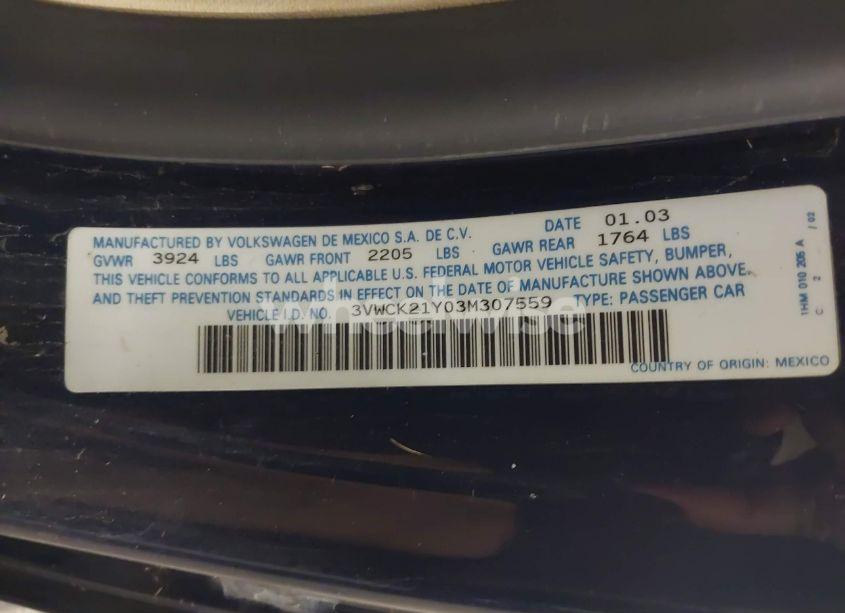 MANUFACTURED BY VOLKSWAGEN DE MEXICO S.A. DE C.V. DATE 01.03
GVWR 3924 LBS GAWR FRONT 2205 LBS GAWR REAR 1764 LBS
THIS VEHICLE CONFORMS TO ALL APPLICABLE U.S. FEDERAL MOTOR VEHICLE SAFETY, BUMPER,
AND THEFT PREVENTION STANDARDS IN EFFECT ON THE DATE OF MANUFACTURE SHOWN ABOVE.
VEHICLE I.D. NO. 3VWCK21Y03M307559 TYPE: PASSENGER CAR
COUNTRY OF ORIGIN: MEXICO
1HM 010 205 A / 02
C 2
wheelwise